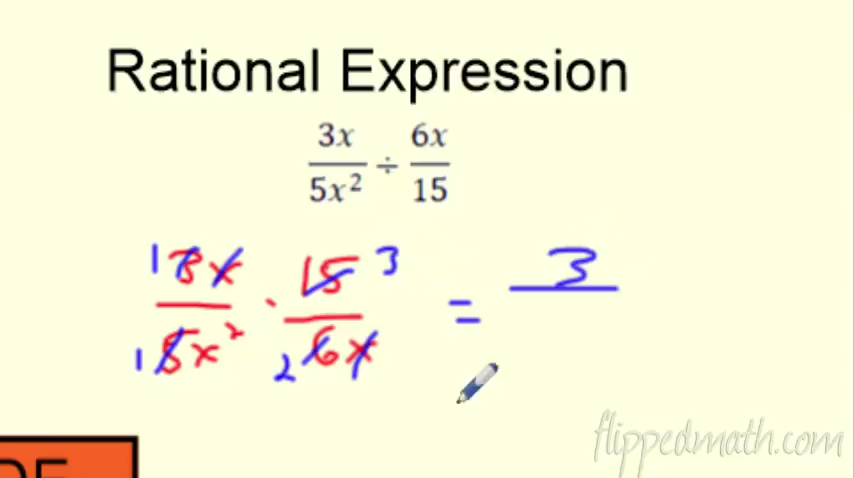 Rational Expression
3x/5x² ÷ 6x/15
1 3x/1 5x² · 15 3/2 6x = 3/
flippedmath.com